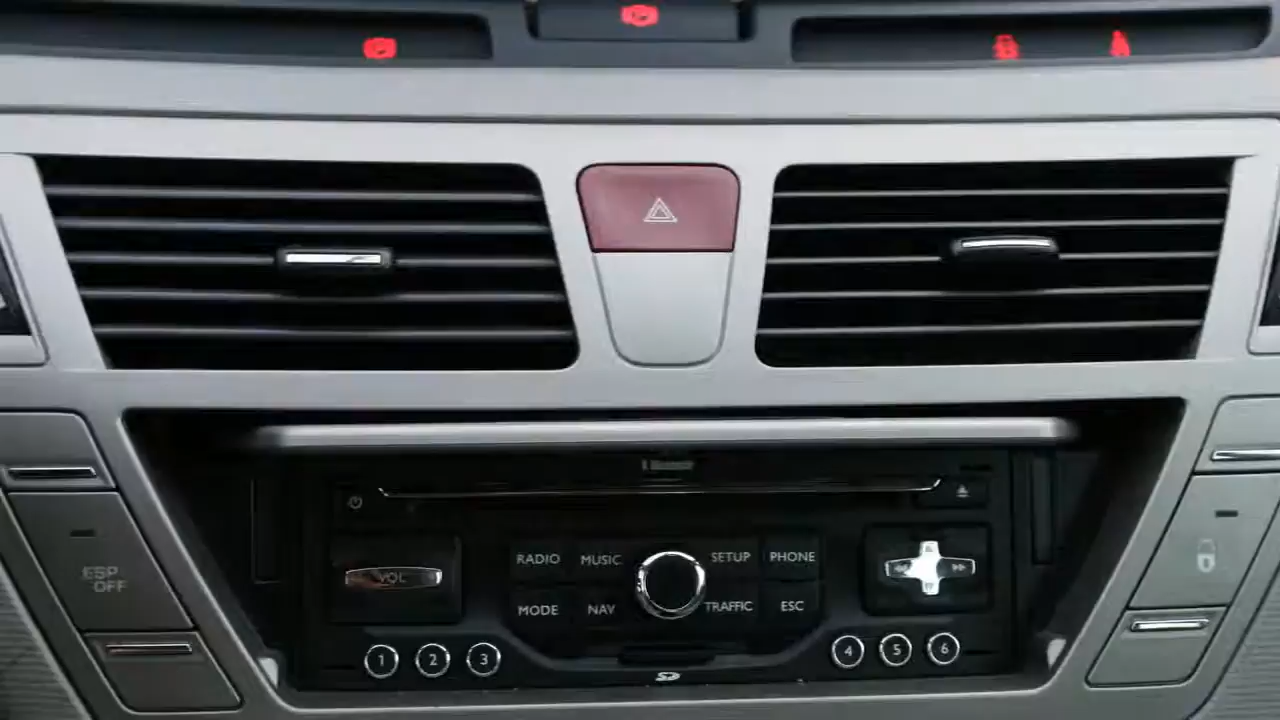 RADIO MUSIC SETUP PHONE
VOL
MODE NAV TRAFFIC ESC
ESP
OFF
1 2 3 4 5 6
SD